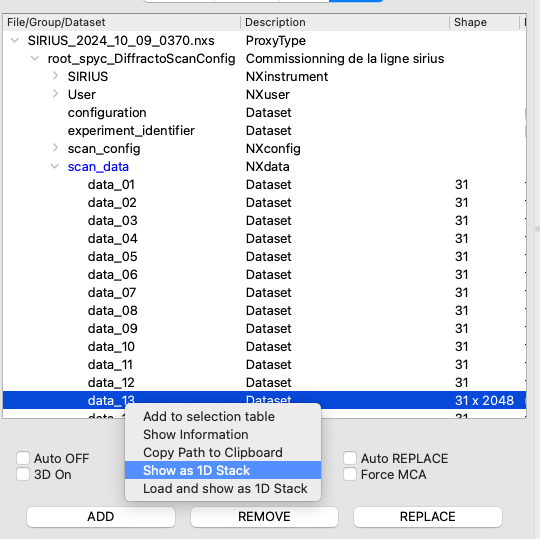 File/Group/Dataset Description Shape
SIRIUS_2024_10_09_0370.nxs ProxyType
root_spyc_DiffractoScanConfig Commissionning de la ligne sirius
SIRIUS NXinstrument
User NXuser
configuration Dataset
experiment_identifier Dataset
scan_config NXconfig
scan_data NXdata
data_01 Dataset 31
data_02 Dataset 31
data_03 Dataset 31
data_04 Dataset 31
data_05 Dataset 31
data_06 Dataset 31
data_07 Dataset 31
data_08 Dataset 31
data_09 Dataset 31
data_10 Dataset 31
data_11 Dataset 31
data_12 Dataset 31
data_13 Dataset 31 x 2048
31
Add to selection table
Show Information
Copy Path to Clipboard
Show as 1D Stack
Load and show as 1D Stack
Auto OFF Auto REPLACE
3D On Force MCA
ADD REMOVE REPLACE